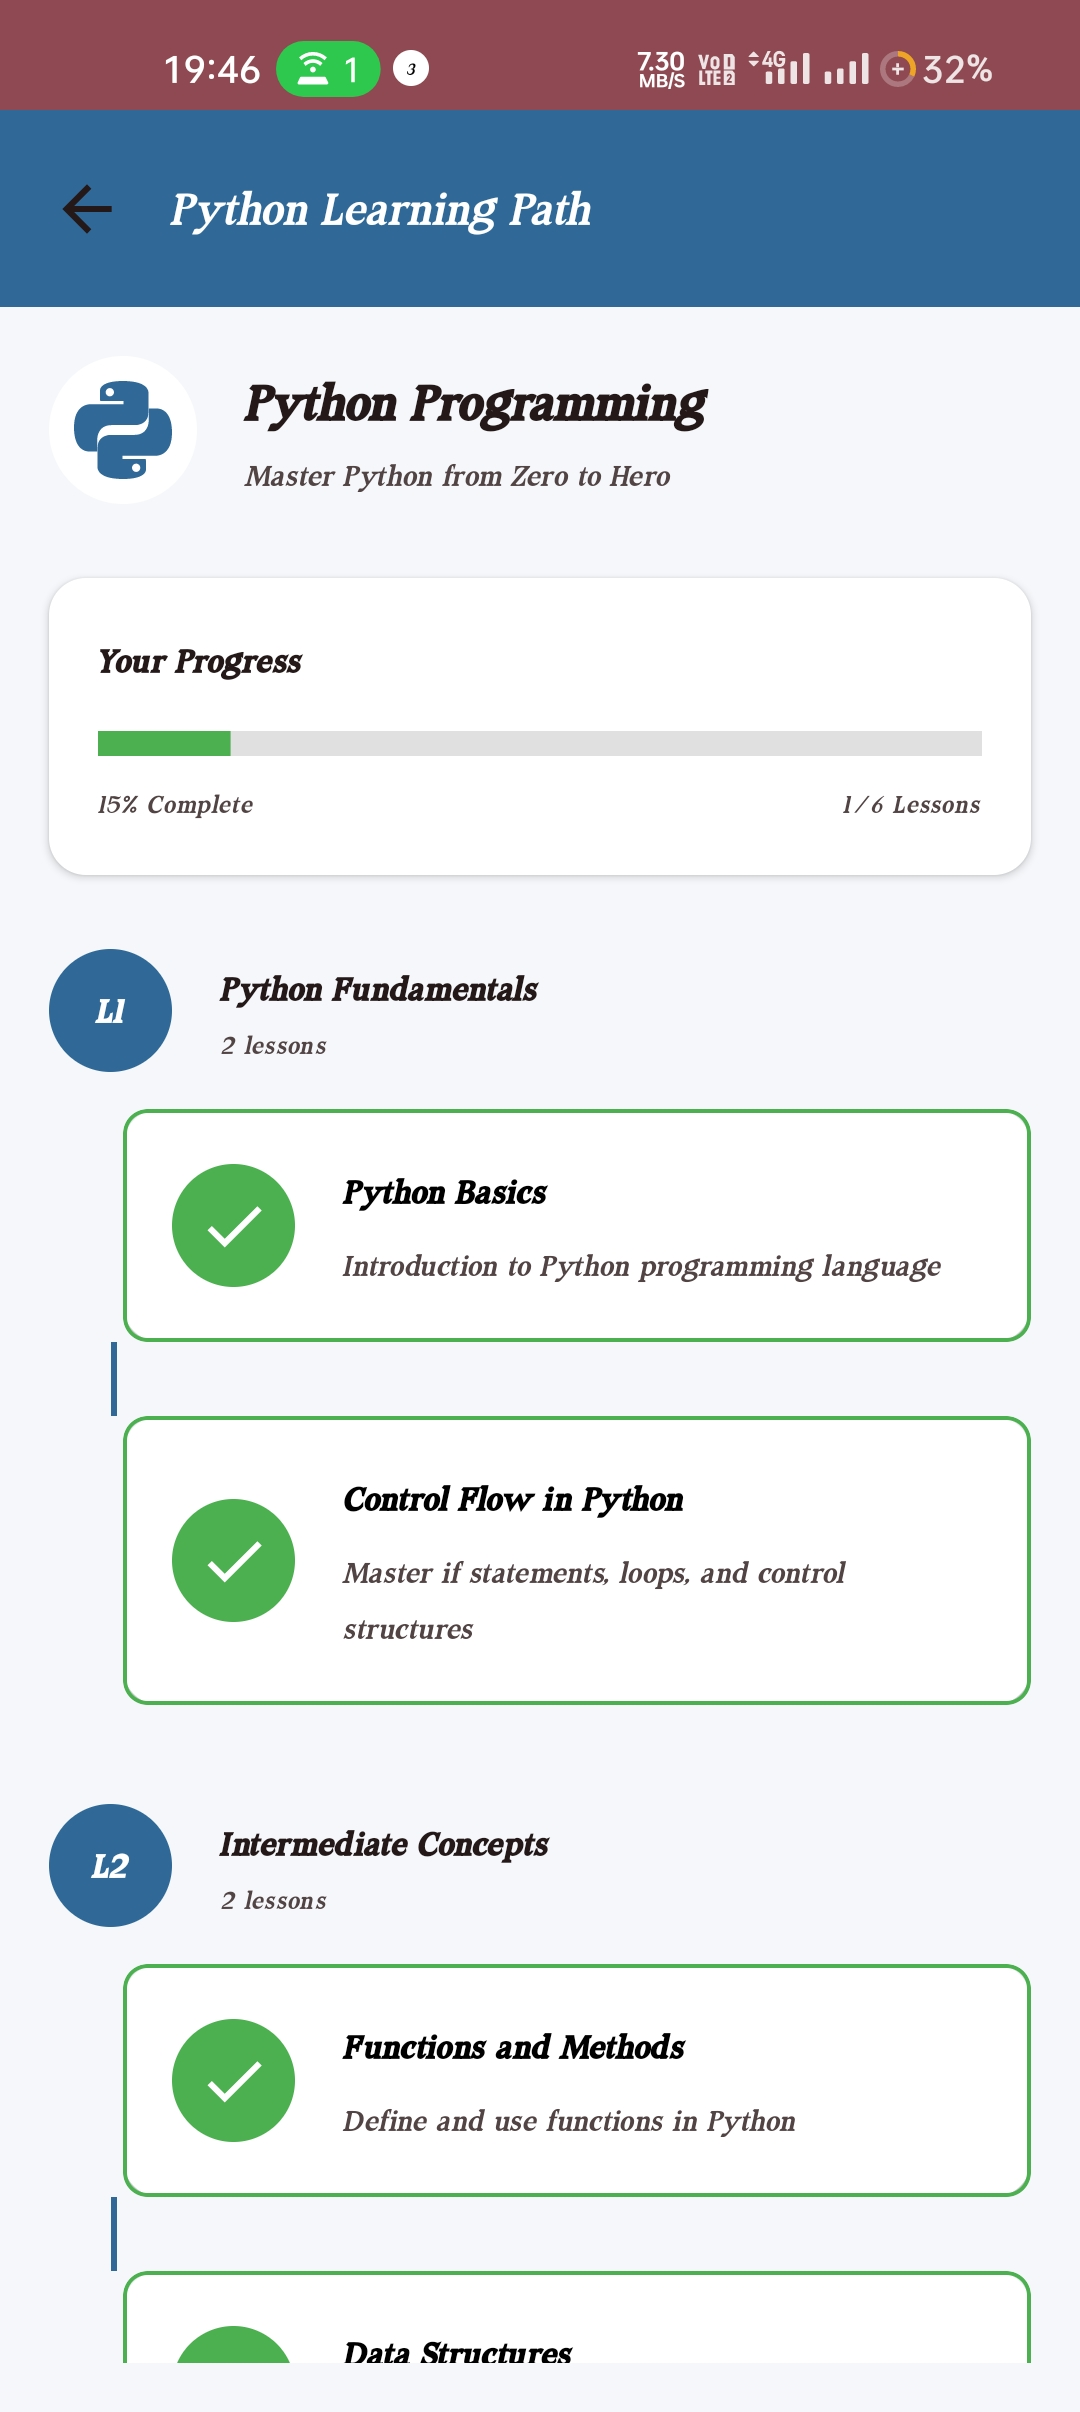 19:46 1 3 7.30 MB/S VoD LTE 2 4G 32%
Python Learning Path
Python Programming
Master Python from Zero to Hero
Your Progress
15% Complete 1/6 Lessons
L1 Python Fundamentals
2 lessons
Python Basics
Introduction to Python programming language
Control Flow in Python
Master if statements, loops, and control
structures
L2 Intermediate Concepts
2 lessons
Functions and Methods
Define and use functions in Python
Data Structures